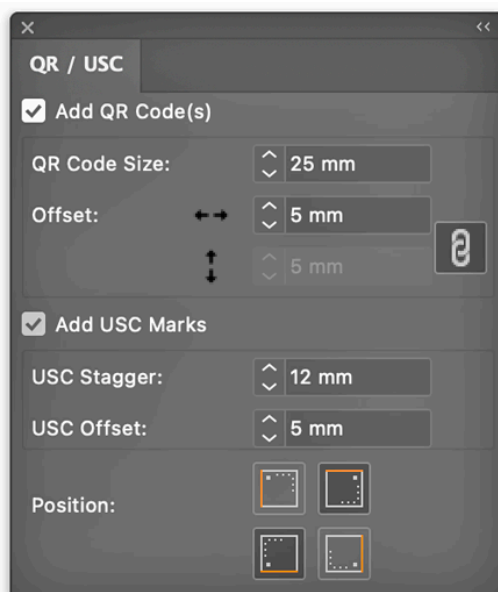 QR / USC
Add QR Code(s)
QR Code Size: 25 mm
Offset: 5 mm
5 mm
Add USC Marks
USC Stagger: 12 mm
USC Offset: 5 mm
Position: